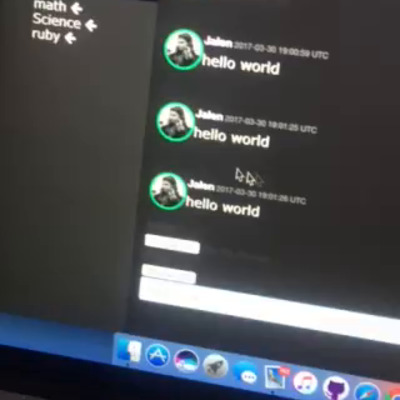 math ←
Science ←
ruby ←
Jalen 2017-03-30 19:00:59 UTC
hello world
Jalen 2017-03-30 19:01:25 UTC
hello world
Jalen 2017-03-30 19:01:26 UTC
hello world